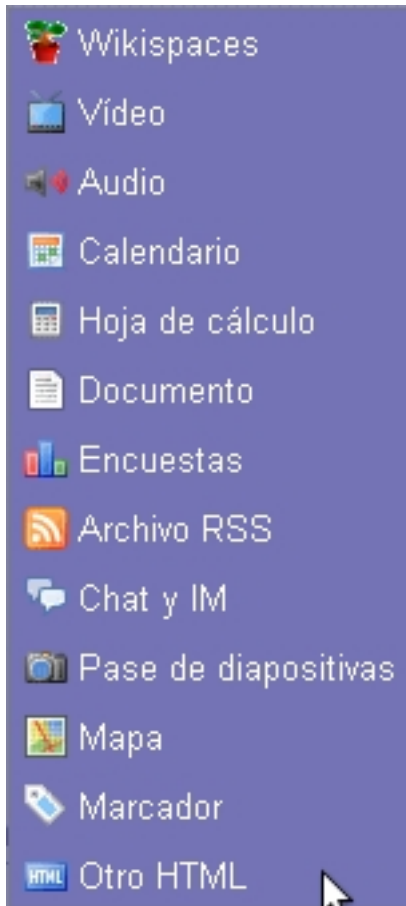 Wikispaces
Vídeo
Audio
Calendario
Hoja de cálculo
Documento
Encuestas
Archivo RSS
Chat y IM
Pase de diapositivas
Mapa
Marcador
HTML Otro HTML